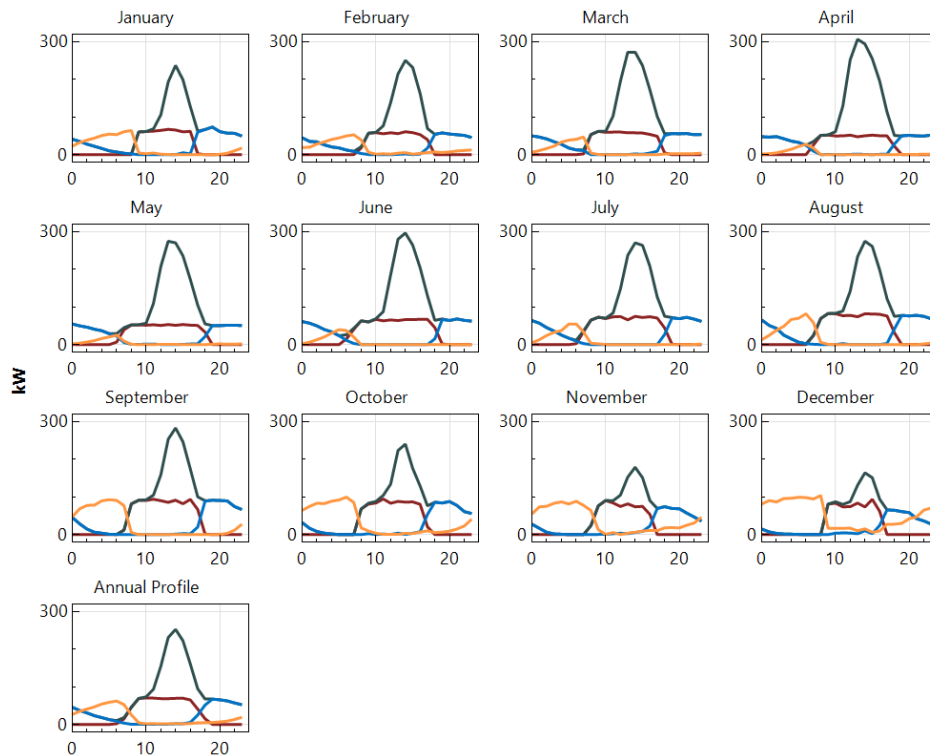 January February March April
300 300 300 300
0 0 0 0
0 10 20 0 10 20 0 10 20 0 10 20
May June July August
300 300 300 300
0 0 0 0
0 10 20 0 10 20 0 10 20 0 10 20
kW
September October November December
300 300 300 300
0 0 0 0
0 10 20 0 10 20 0 10 20 0 10 20
Annual Profile
300
0
0 10 20